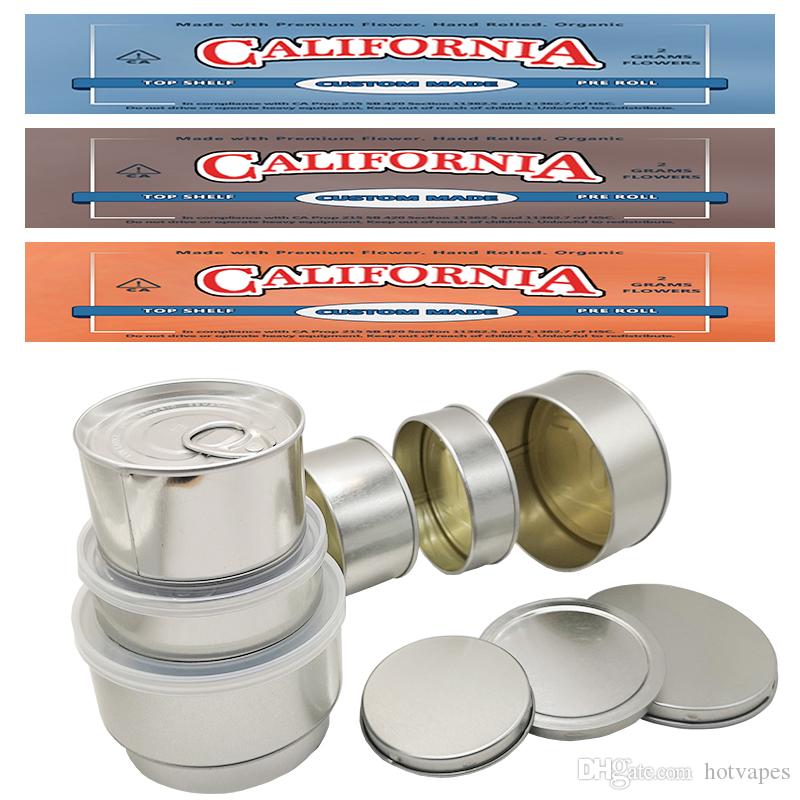 Made with Premium Flower. Hand Rolled. Organic
CALIFORNIA
! CA
2 GRAMS FLOWERS
TOP SHELF
CUSTOM MADE
PRE ROLL
In compliance with CA Prop 215 SB 420 Section 11362.5 and 11362.7 of HSC.
Do not drive or operate heavy equipment. Keep out of reach of children. Unlawful to redistribute.
Made with Premium Flower. Hand Rolled. Organic
CALIFORNIA
! CA
2 GRAMS FLOWERS
TOP SHELF
CUSTOM MADE
PRE ROLL
In compliance with CA Prop 215 SB 420 Section 11362.5 and 11362.7 of HSC.
Do not drive or operate heavy equipment. Keep out of reach of children. Unlawful to redistribute.
Made with Premium Flower. Hand Rolled. Organic
CALIFORNIA
! CA
2 GRAMS FLOWERS
TOP SHELF
CUSTOM MADE
PRE ROLL
In compliance with CA Prop 215 SB 420 Section 11362.5 and 11362.7 of HSC.
Do not drive or operate heavy equipment. Keep out of reach of children. Unlawful to redistribute.
DHgate.com hotvapes